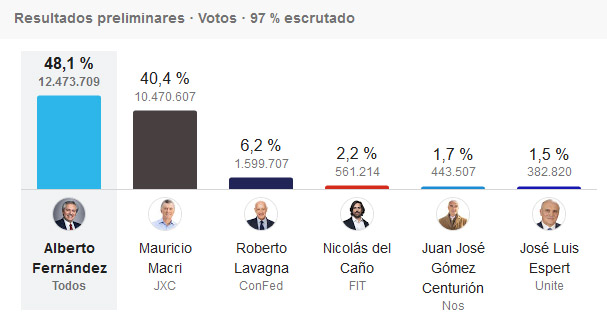 Resultados preliminares · Votos · 97 % escrutado
48,1 %
12.473.709
40,4 %
10.470.607
6,2 %
1.599.707
2,2 %
561.214
1,7 %
443.507
1,5 %
382.820
Alberto
Fernández
Todos
Mauricio
Macri
JXC
Roberto
Lavagna
ConFed
Nicolás del
Caño
FIT
Juan José
Gómez
Centurión
Nos
José Luis
Espert
Unite